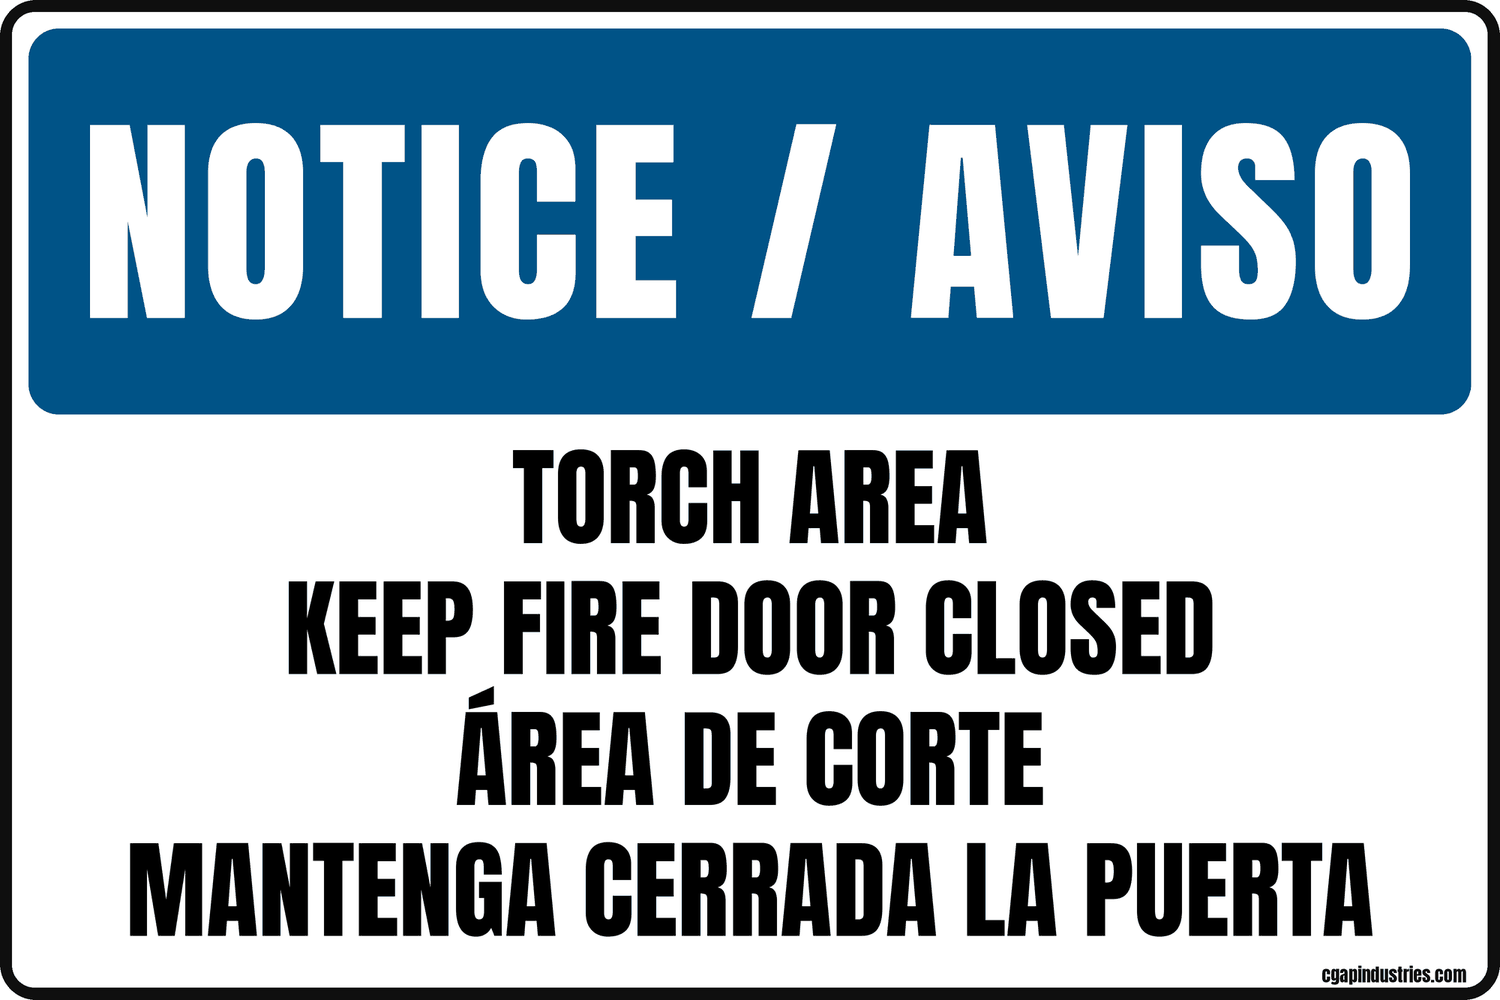 NOTICE / AVISO
TORCH AREA
KEEP FIRE DOOR CLOSED
ÁREA DE CORTE
MANTENGA CERRADA LA PUERTA
cgapindustries.com